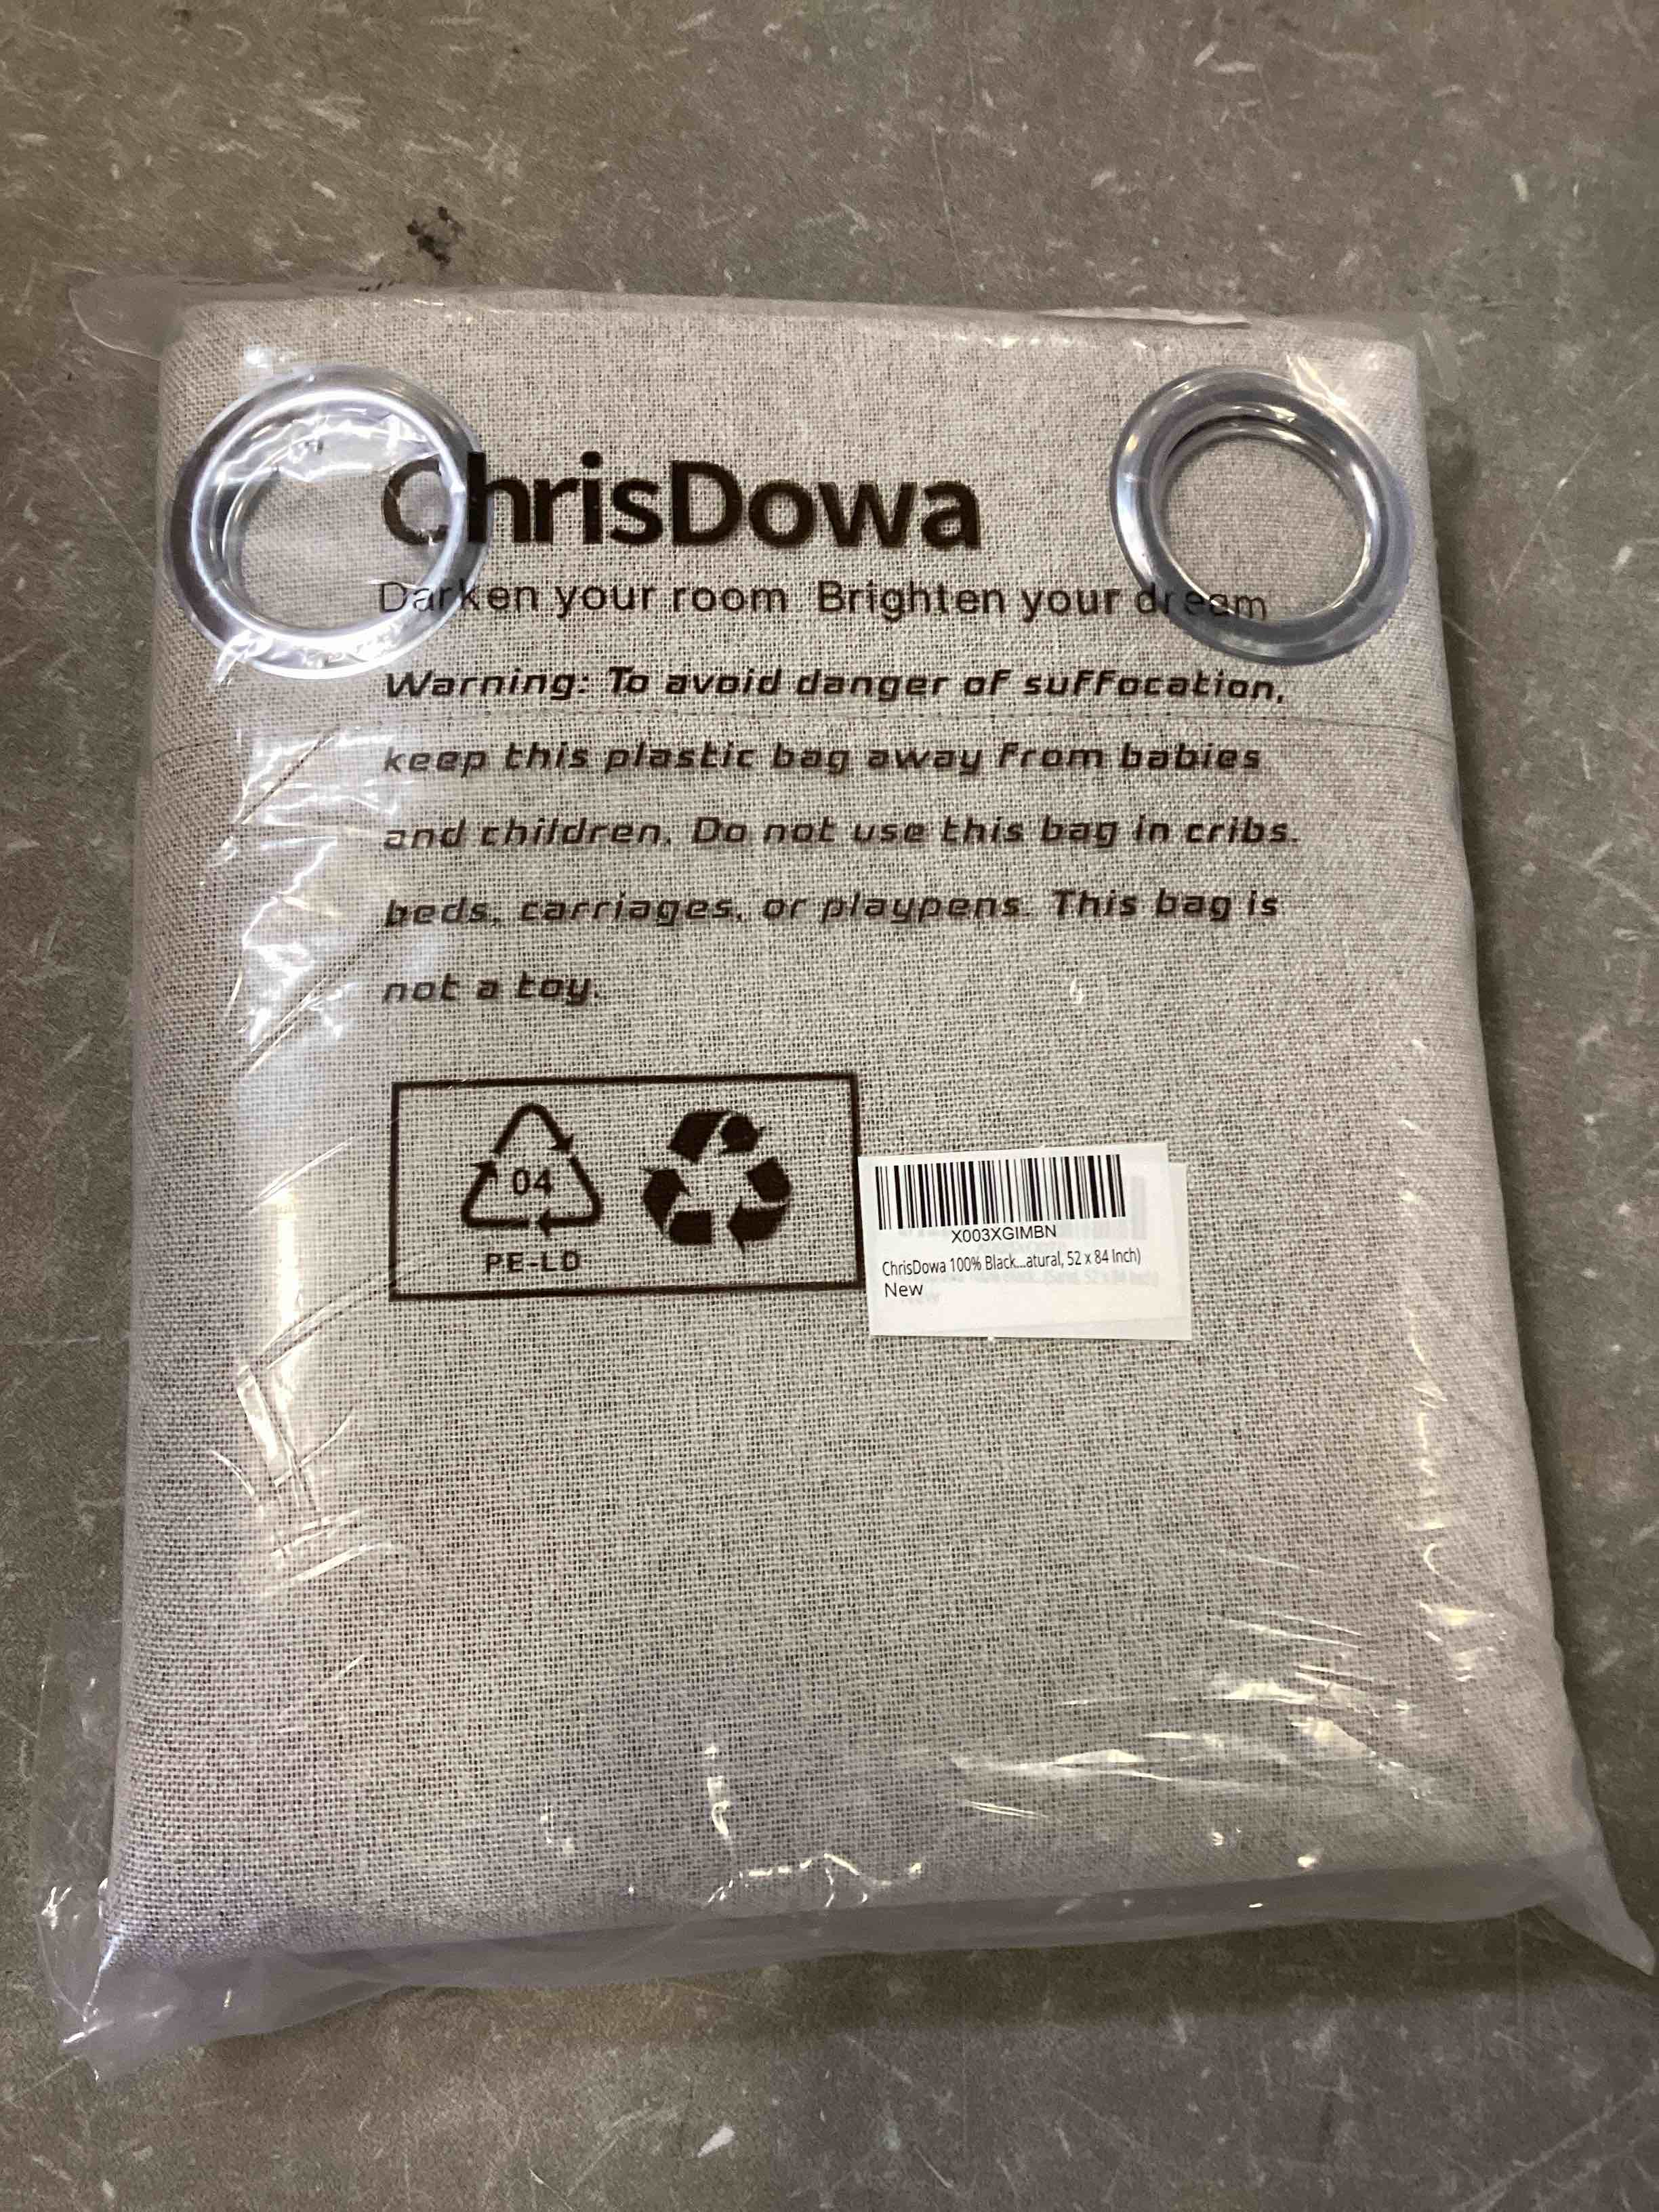 ChrisDowa
Darken your room Brighten your dream
Warning: To avoid danger of suffocation,
keep this plastic bag away from babies
and children. Do not use this bag in cribs.
beds, carriages, or playpens. This bag is
not a toy.
04
PE-LD
X003XGIMBN
ChrisDowa 100% Black...atural, 52 x 84 Inch)
New